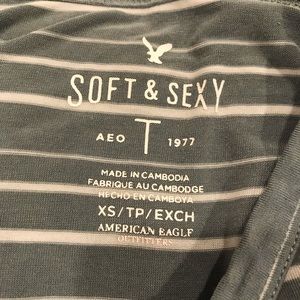 SOFT & SEXY
AEO T 1977
MADE IN CAMBODIA
FABRIQUE AU CAMBODGE
HECHO EN CAMBOYA
XS/TP/EXCH
AMERICAN EAGLE
OUTFITTERS